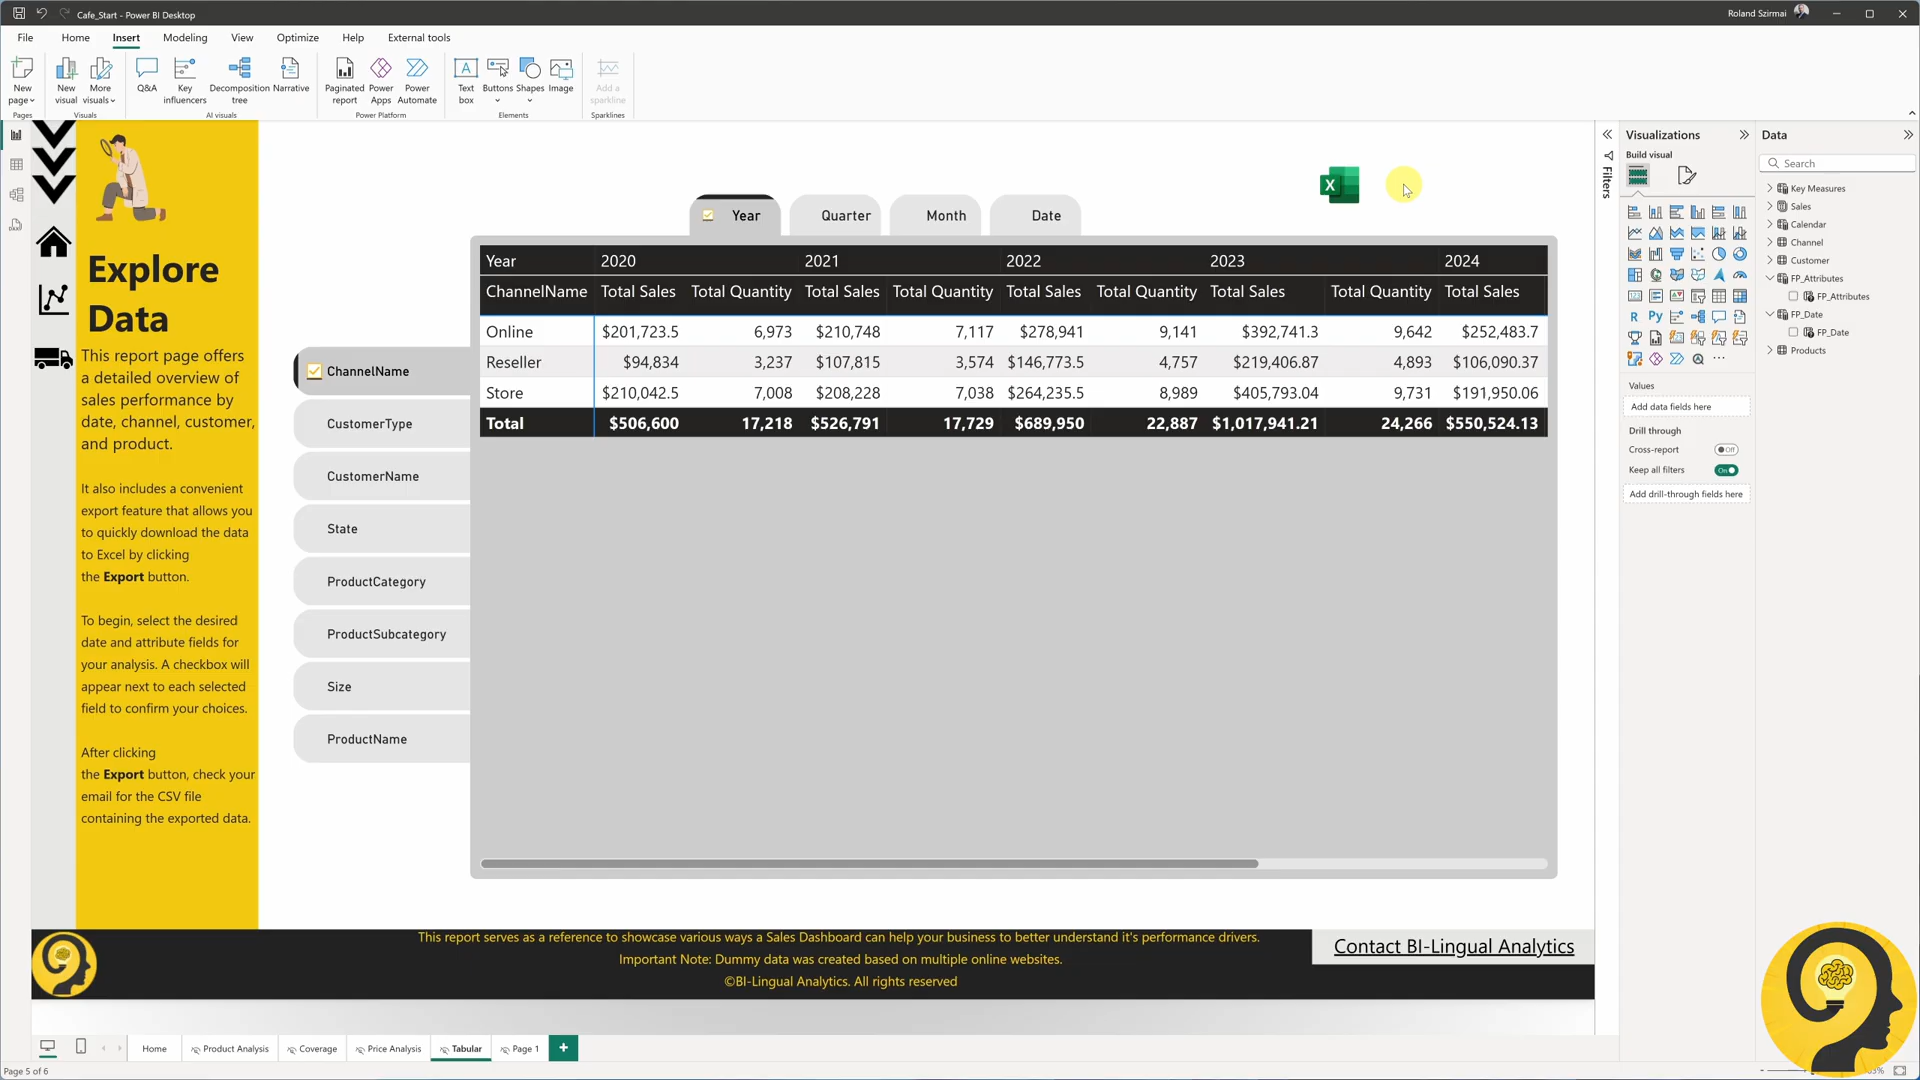 Cafe_Start - Power BI Desktop
Roland Szirmai
File Home Insert Modeling View Optimize Help External tools
New page
New visual
More visuals
Q&A
Key influencers
Decomposition tree
Narrative
Paginated report
Power Apps
Power Automate
Text box
Buttons
Shapes
Image
Add a sparkline
Pages Visuals AI visuals Power Platform Elements Sparklines
Explore
Data
This report page offers
a detailed overview of
sales performance by
date, channel, customer,
and product.
It also includes a convenient
export feature that allows you
to quickly download the data
to Excel by clicking
the Export button.
To begin, select the desired
date and attribute fields for
your analysis. A checkbox will
appear next to each selected
field to confirm your choices.
After clicking
the Export button, check your
email for the CSV file
containing the exported data.
Year Quarter Month Date
X
ChannelName
CustomerType
CustomerName
State
ProductCategory
ProductSubcategory
Size
ProductName
Year 2020 2021 2022 2023 2024
ChannelName Total Sales Total Quantity Total Sales Total Quantity Total Sales Total Quantity Total Sales Total Quantity Total Sales
Online $201,723.5 6,973 $210,748 7,117 $278,941 9,141 $392,741.3 9,642 $252,483.7
Reseller $94,834 3,237 $107,815 3,574 $146,773.5 4,757 $219,406.87 4,893 $106,090.37
Store $210,042.5 7,008 $208,228 7,038 $264,235.5 8,989 $405,793.04 9,731 $191,950.06
Total $506,600 17,218 $526,791 17,729 $689,950 22,887 $1,017,941.21 24,266 $550,524.13
This report serves as a reference to showcase various ways a Sales Dashboard can help your business to better understand it's performance drivers.
Important Note: Dummy data was created based on multiple online websites.
©BI-Lingual Analytics. All rights reserved
Contact BI-Lingual Analytics
Filters
Visualizations
Build visual
R Py
Values
Add data fields here
Drill through
Cross-report Off
Keep all filters On
Add drill-through fields here
Data
Search
Key Measures
Sales
Calendar
Channel
Customer
FP_Attributes
FP_Attributes
FP_Date
FP_Date
Products
Home Product Analysis Coverage Price Analysis Tabular Page 1
Page 5 of 6